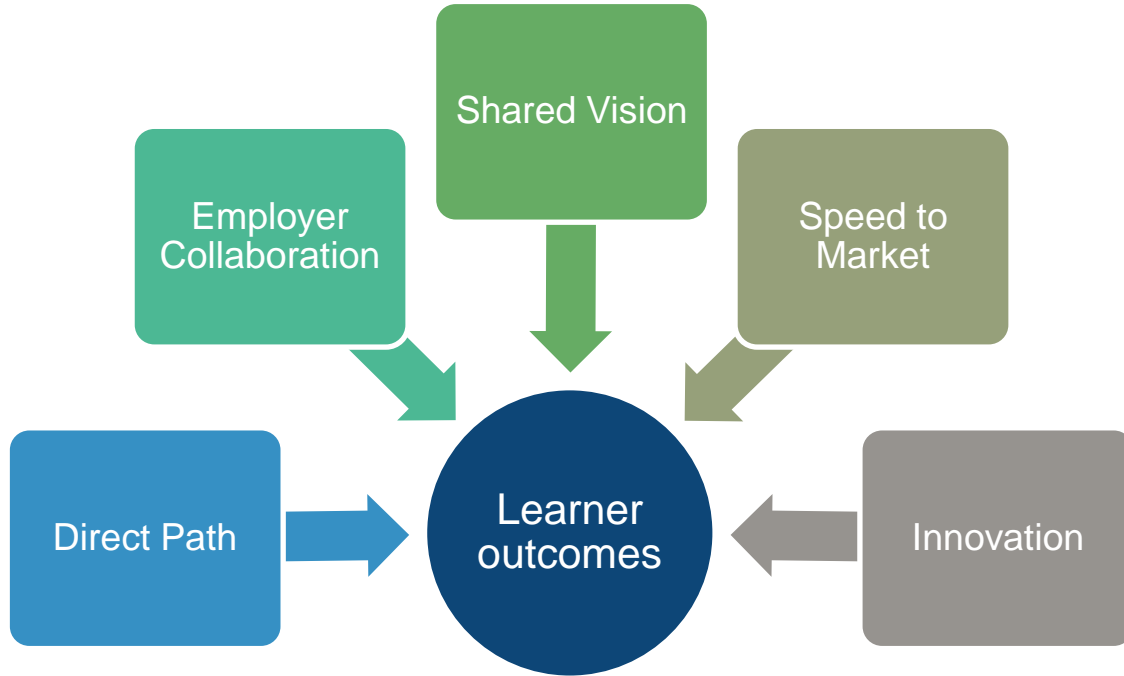 Shared Vision
Employer
Collaboration
Speed to
Market
Direct Path
Learner
outcomes
Innovation